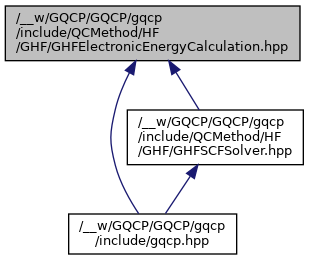 /__w/GQCP/GQCP/gqcp
/include/QCMethod/HF
/GHF/GHFElectronicEnergyCalculation.hpp
/__w/GQCP/GQCP/gqcp
/include/QCMethod/HF
/GHF/GHFSCFSolver.hpp
/__w/GQCP/GQCP/gqcp
/include/gqcp.hpp